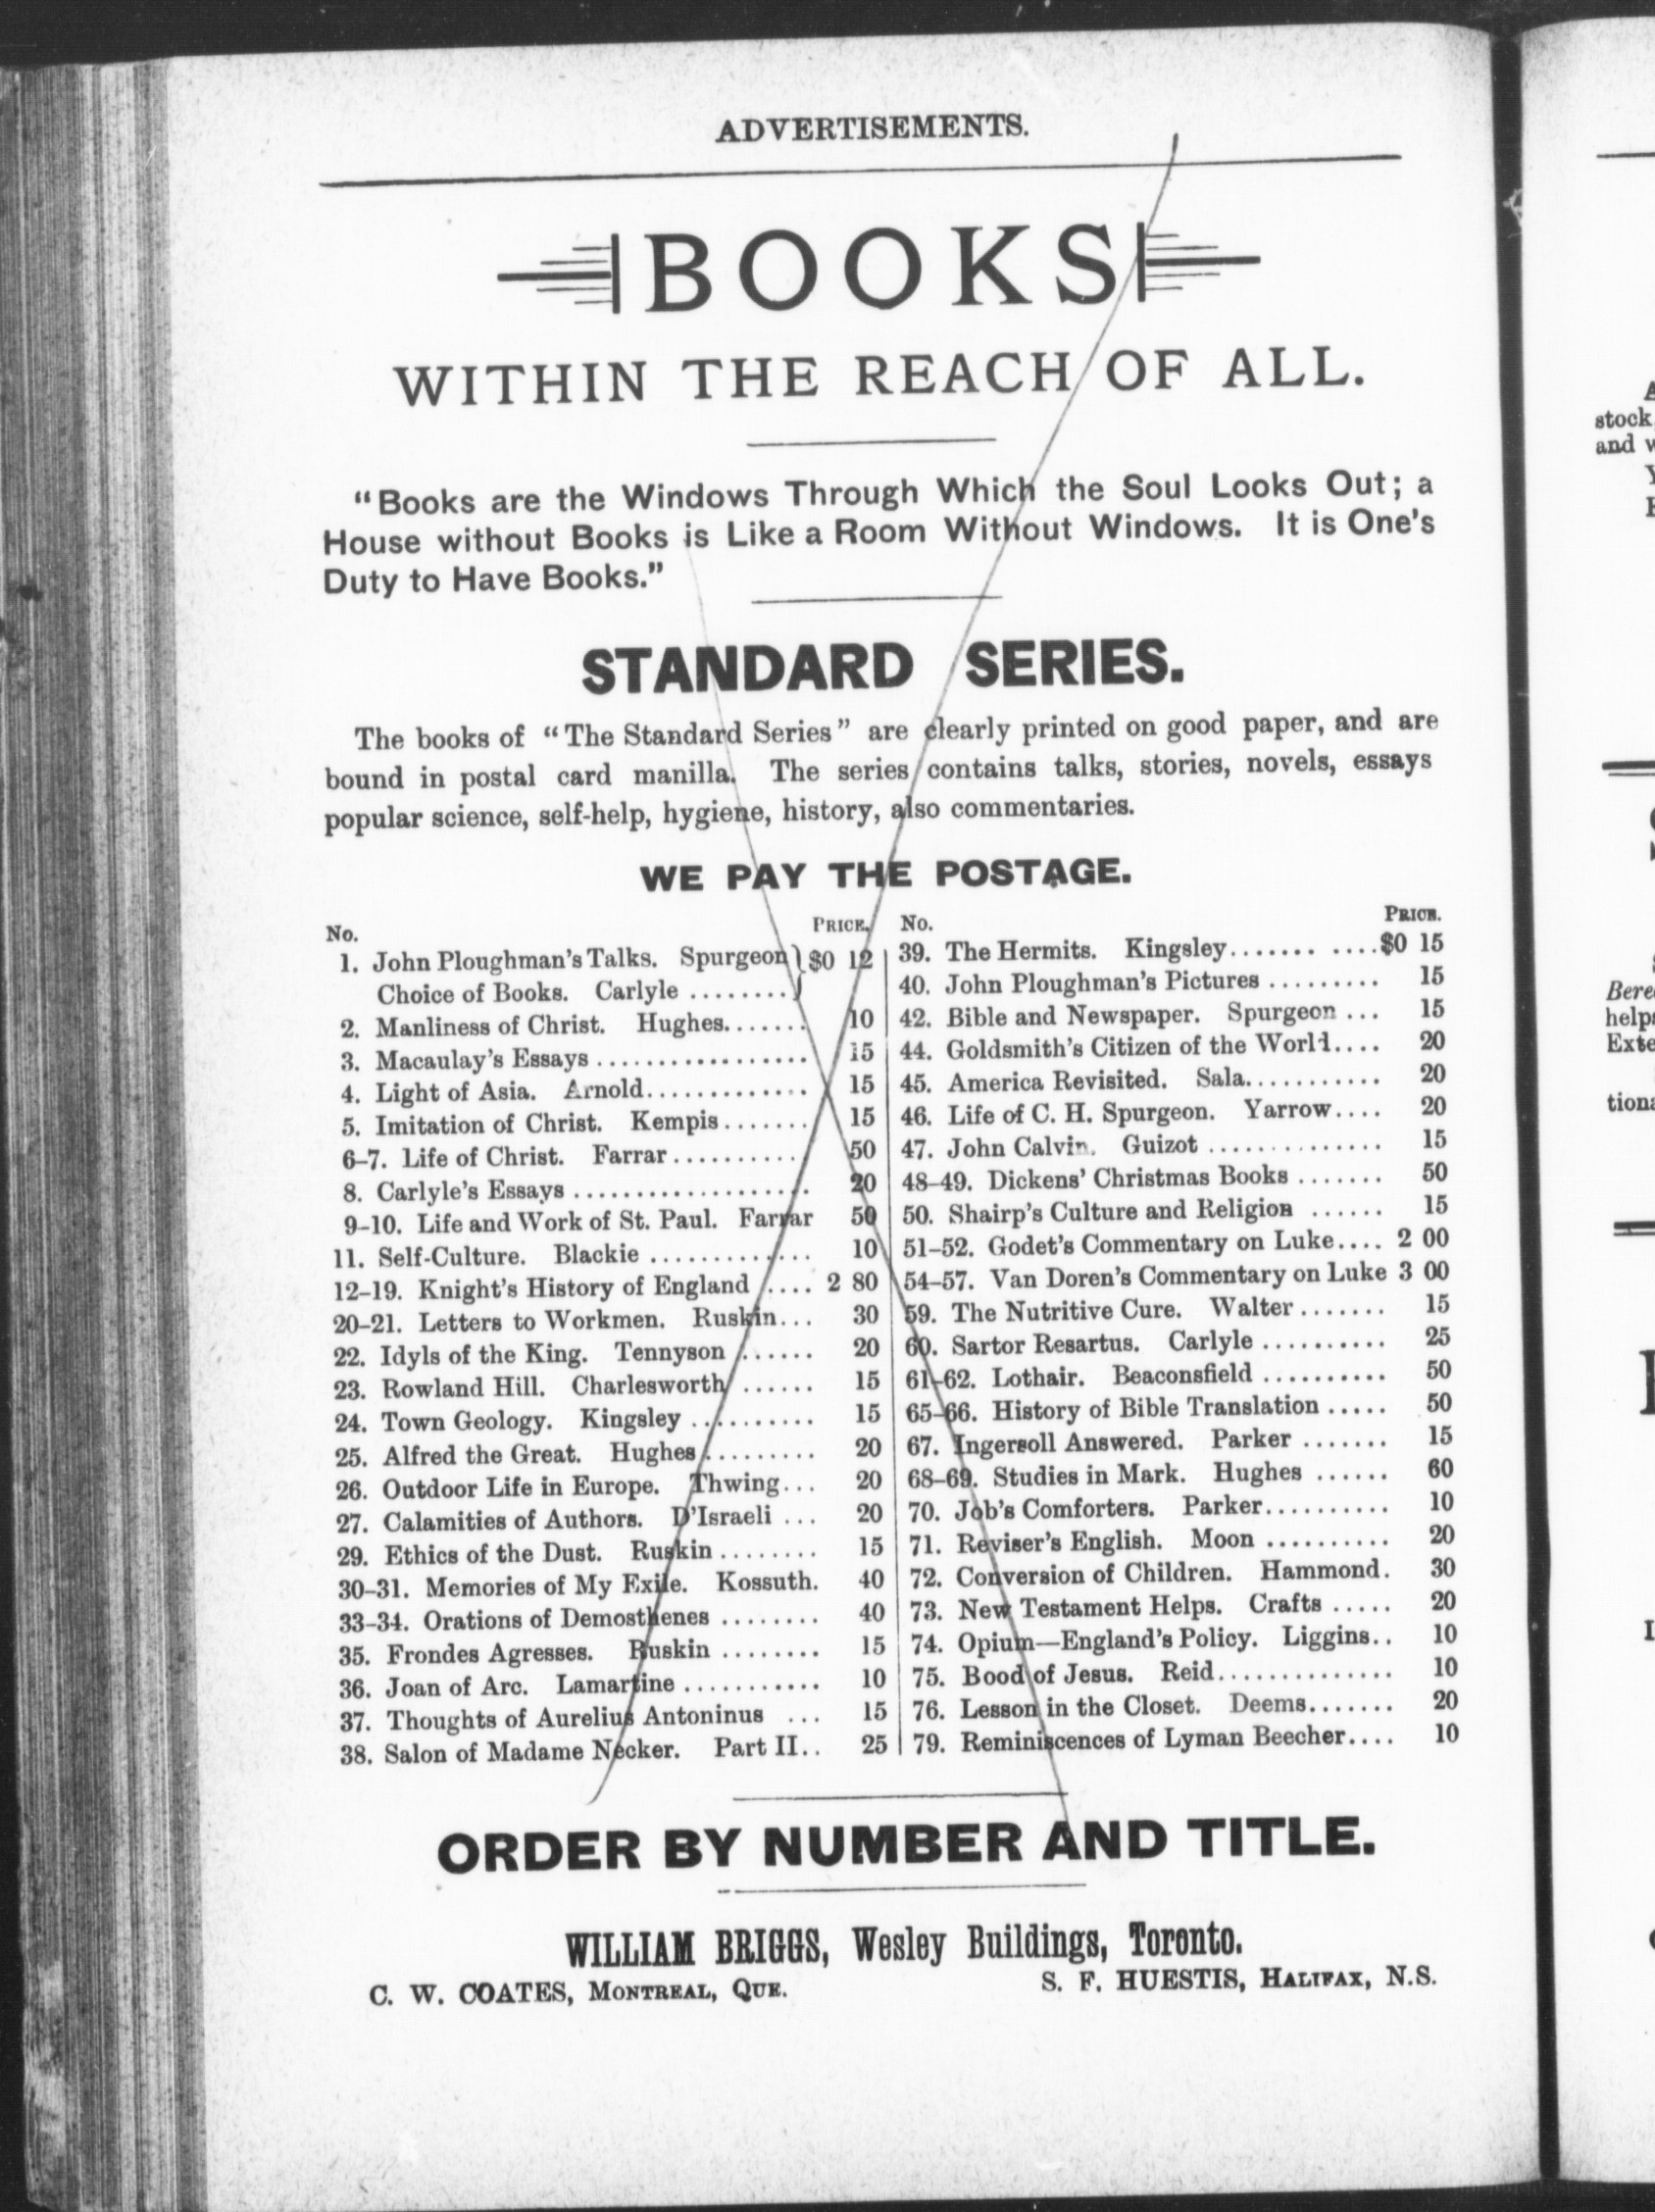 ADVERTISEMENTS.
BOOKS
WITHIN THE REACH OF ALL.
"Books are the Windows Through Which the Soul Looks Out; a
House without Books is Like a Room Without Windows. It is One's
Duty to Have Books."
STANDARD SERIES.
The books of "The Standard Series" are clearly printed on good paper, and are
bound in postal card manilla. The series contains talks, stories, novels, essays
popular science, self-help, hygiene, history, also commentaries.
WE PAY THE POSTAGE.
No. PRICE.
1. John Ploughman's Talks. Spurgeon } $0 12
Choice of Books. Carlyle ........
2. Manliness of Christ. Hughes....... 10
3. Macaulay's Essays ................. 15
4. Light of Asia. Arnold............. 15
5. Imitation of Christ. Kempis....... 15
6-7. Life of Christ. Farrar........... 50
8. Carlyle's Essays ................... 20
9-10. Life and Work of St. Paul. Farrar 50
11. Self-Culture. Blackie ............. 10
12-19. Knight's History of England .... 2 80
20-21. Letters to Workmen. Ruskin... 30
22. Idyls of the King. Tennyson ...... 20
23. Rowland Hill. Charlesworth ...... 15
24. Town Geology. Kingsley .......... 15
25. Alfred the Great. Hughes.......... 20
26. Outdoor Life in Europe. Thwing... 20
27. Calamities of Authors. D'Israeli ... 20
29. Ethics of the Dust. Ruskin ........ 15
30-31. Memories of My Exile. Kossuth. 40
33-34. Orations of Demosthenes ........ 40
35. Frondes Agresses. Ruskin ........ 15
36. Joan of Arc. Lamartine ........... 10
37. Thoughts of Aurelius Antoninus ... 15
38. Salon of Madame Necker. Part II.. 25
No. PRICE.
39. The Hermits. Kingsley....... ....$0 15
40. John Ploughman's Pictures ......... 15
42. Bible and Newspaper. Spurgeon ... 15
44. Goldsmith's Citizen of the World.... 20
45. America Revisited. Sala........... 20
46. Life of C. H. Spurgeon. Yarrow.... 20
47. John Calvin. Guizot .............. 15
48-49. Dickens' Christmas Books ....... 50
50. Shairp's Culture and Religion ...... 15
51-52. Godet's Commentary on Luke.... 2 00
54-57. Van Doren's Commentary on Luke 3 00
59. The Nutritive Cure. Walter ....... 15
60. Sartor Resartus. Carlyle .......... 25
61-62. Lothair. Beaconsfield .......... 50
65-66. History of Bible Translation ..... 50
67. Ingersoll Answered. Parker ....... 15
68-69. Studies in Mark. Hughes ...... 60
70. Job's Comforters. Parker.......... 10
71. Reviser's English. Moon .......... 20
72. Conversion of Children. Hammond. 30
73. New Testament Helps. Crafts ..... 20
74. Opium—England's Policy. Liggins.. 10
75. Bood of Jesus. Reid.............. 10
76. Lesson in the Closet. Deems....... 20
79. Reminiscences of Lyman Beecher.... 10
ORDER BY NUMBER AND TITLE.
WILLIAM BRIGGS, Wesley Buildings, Toronto.
C. W. COATES, MONTREAL, QUE. S. F. HUESTIS, HALIFAX, N.S.
stock
and
Bere
help
Exte
tion